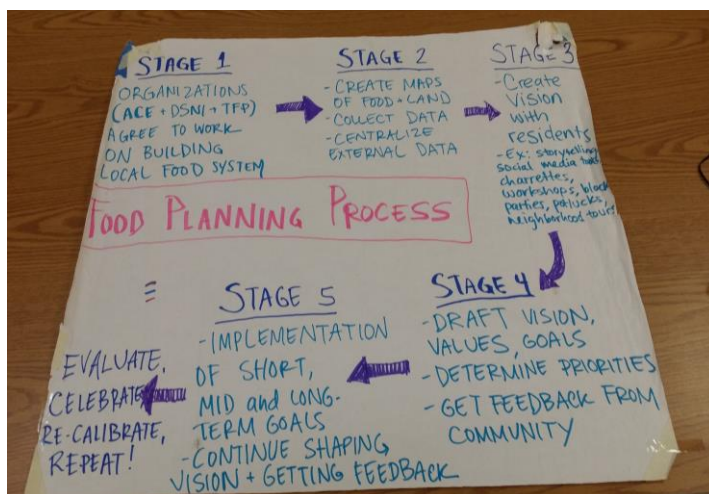 STAGE 1
ORGANIZATIONS
(ACE + DSNI + TFP)
AGREE TO WORK
ON BUILDING
LOCAL FOOD SYSTEM
STAGE 2
- CREATE MAPS
OF FOOD + LAND
- COLLECT DATA
- CENTRALIZE
EXTERNAL DATA
STAGE 3
- Create
Vision
with
residents
- Ex: storytelling,
social media
charrettes,
workshops, block
parties, potlucks,
neighborhood tours
FOOD PLANNING PROCESS
STAGE 4
- DRAFT VISION,
VALUES, GOALS
- DETERMINE PRIORITIES
- GET FEEDBACK FROM
COMMUNITY
STAGE 5
- IMPLEMENTATION
OF SHORT,
MID and LONG-
TERM GOALS
- CONTINUE SHAPING
VISION + GETTING FEEDBACK
EVALUATE,
CELEBRATE,
RE-CALIBRATE,
REPEAT!